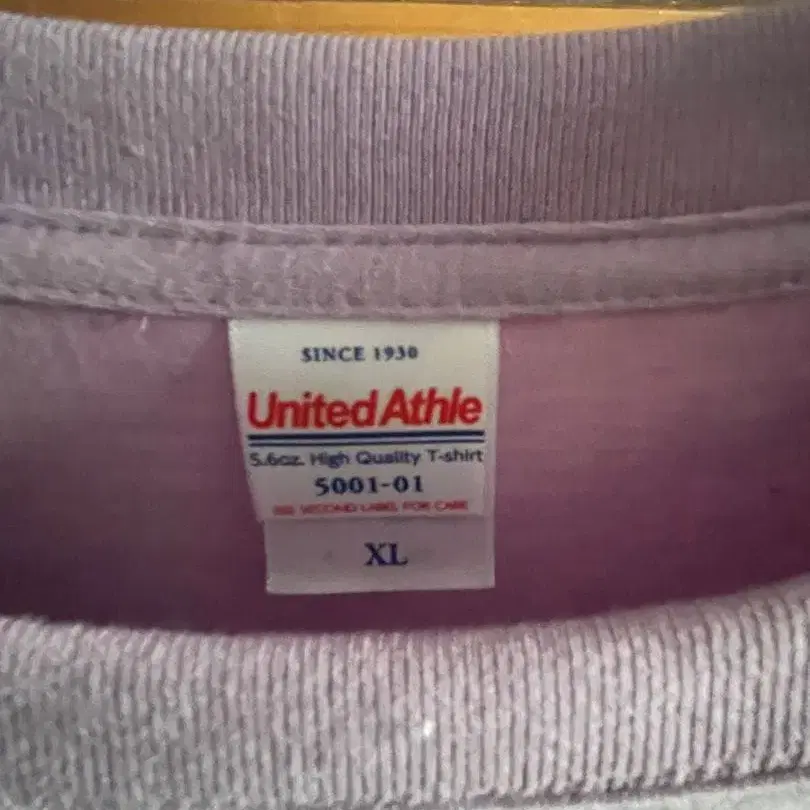 SINCE 1930
United Athle
5.6oz. High Quality T-shirt
5001-01
SEE SECOND LABEL FOR CARE
XL